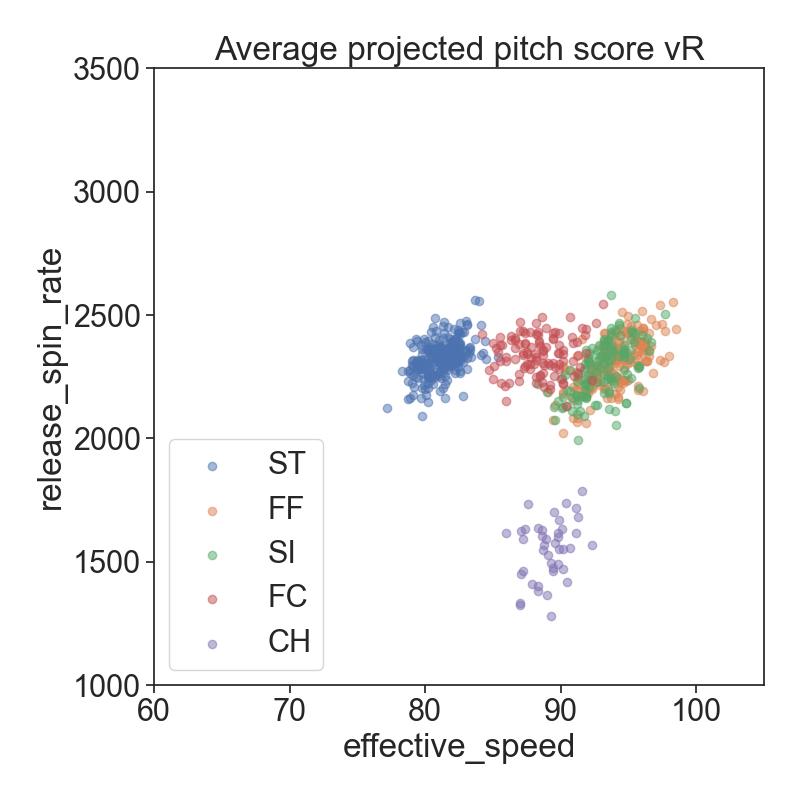 Average projected pitch score vR
release_spin_rate
3500
3000
2500
2000
1500
1000
ST
FF
SI
FC
CH
60 70 80 90 100
effective_speed